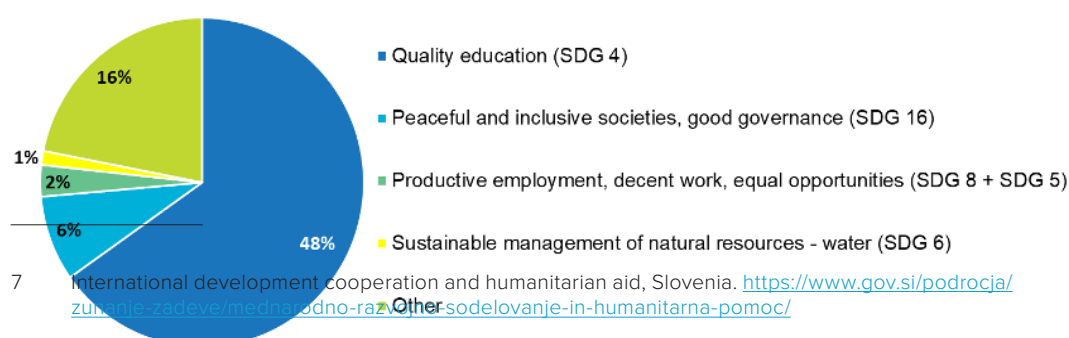 16%
1%
2%
6%
48%
Quality education (SDG 4)
Peaceful and inclusive societies, good governance (SDG 16)
Productive employment, decent work, equal opportunities (SDG 8 + SDG 5)
Sustainable management of natural resources - water (SDG 6)
Other
7 International development cooperation and humanitarian aid, Slovenia. https://www.gov.si/podrocja/
zunanje-zadeve/mednarodno-razvojno-sodelovanje-in-humanitarna-pomoc/